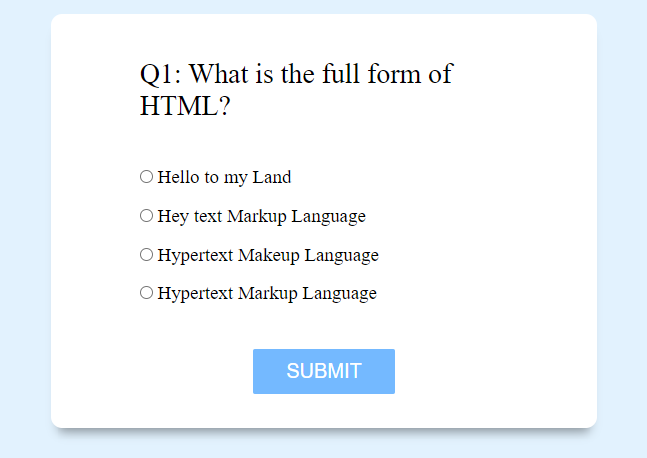 Q1: What is the full form of
HTML?
Hello to my Land
Hey text Markup Language
Hypertext Makeup Language
Hypertext Markup Language
SUBMIT